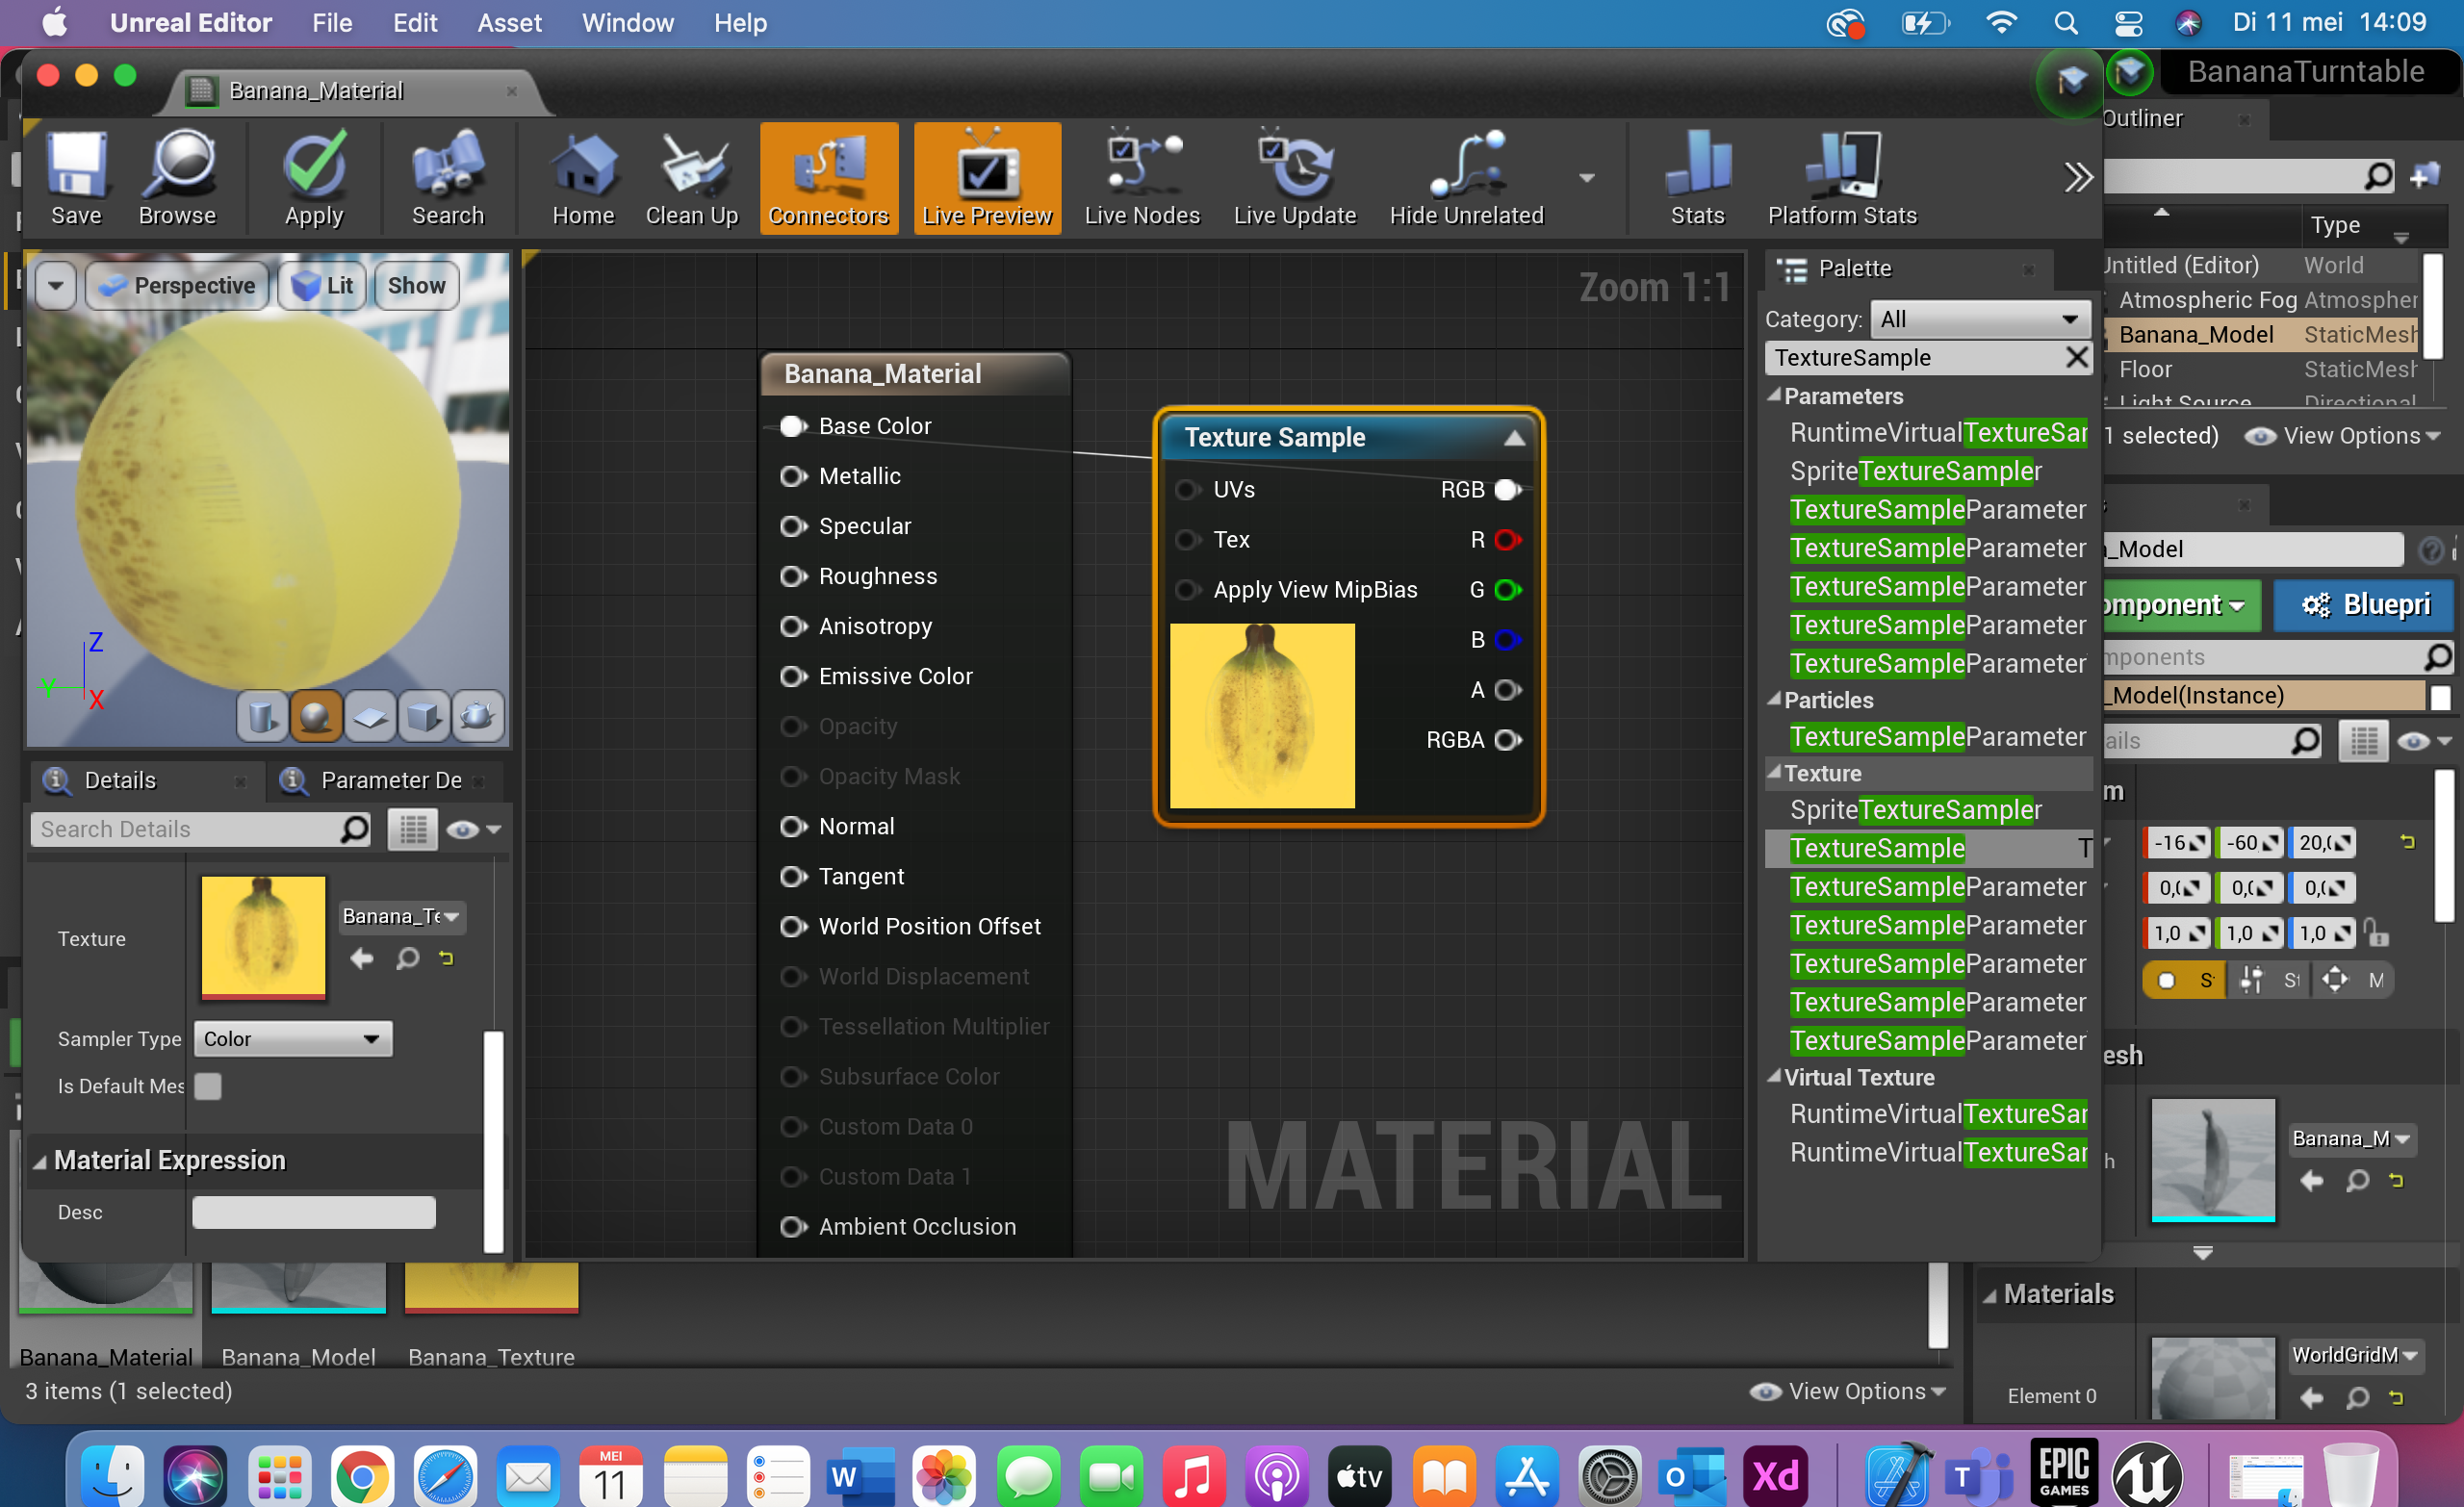 Unreal Editor File Edit Asset Window Help Di 11 mei 14:09
Banana_Material
BananaTurntable
Save Browse Apply Search Home Clean Up Connectors Live Preview Live Nodes Live Update Hide Unrelated Stats Platform Stats
Perspective Lit Show
Z
Y
X
Details
Parameter De
Search Details
Texture
Banana_Te
Sampler Type
Color
Is Default Mes
Material Expression
Desc
Zoom 1:1
Banana_Material
Base Color
Metallic
Specular
Roughness
Anisotropy
Emissive Color
Opacity
Opacity Mask
Normal
Tangent
World Position Offset
World Displacement
Tessellation Multiplier
Subsurface Color
Custom Data 0
Custom Data 1
Ambient Occlusion
Texture Sample
UVs RGB
Tex R
Apply View MipBias G
B
A
RGBA
MATERIAL
Palette
Category: All
TextureSample
Parameters
RuntimeVirtualTextureSar
SpriteTextureSampler
TextureSampleParameter
TextureSampleParameter
TextureSampleParameter
TextureSampleParameter
TextureSampleParameter
Particles
TextureSampleParameter
Texture
SpriteTextureSampler
TextureSample T
TextureSampleParameter
TextureSampleParameter
TextureSampleParameter
TextureSampleParameter
TextureSampleParameter
Virtual Texture
RuntimeVirtualTextureSar
RuntimeVirtualTextureSar
Outliner
Type
Untitled (Editor) World
Atmospheric Fog Atmospher
Banana_Model StaticMesh
Floor StaticMesh
Light Source Directional
1 selected) View Options
_Model
omponent
Bluepri
mponents
_Model(Instance)
ails
m
-16 -60 20,
0,0 0,0 0,0
1,0 1,0 1,0
S St M
esh
h
Banana_M
Materials
WorldGridM
Element 0
Banana_Material Banana_Model Banana_Texture
3 items (1 selected)
View Options
MEI
11
W
tv
O
Xd
T
EPIC
GAMES